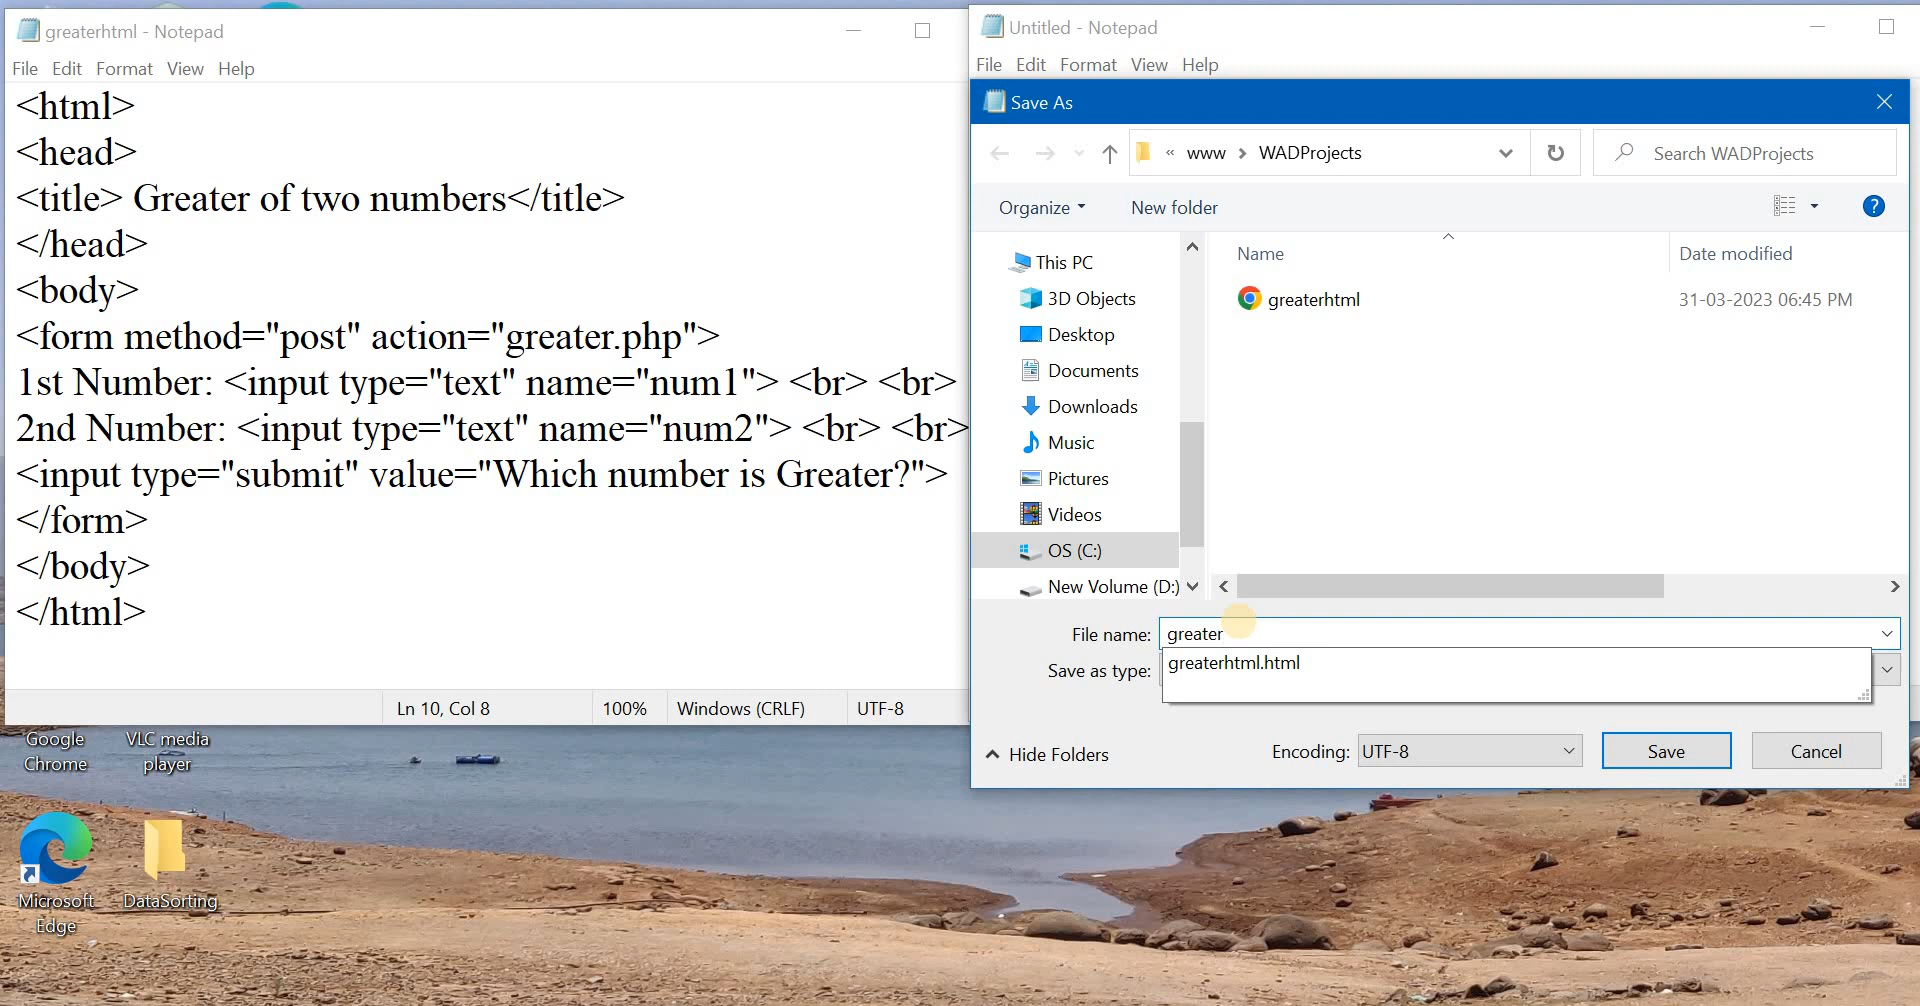 greaterhtml - Notepad
File Edit Format View Help
<html>
<head>
<title> Greater of two numbers</title>
</head>
<body>
<form method="post" action="greater.php">
1st Number: <input type="text" name="num1"> <br> <br>
2nd Number: <input type="text" name="num2"> <br> <br>
<input type="submit" value="Which number is Greater?">
</form>
</body>
</html>
Ln 10, Col 8 100% Windows (CRLF) UTF-8
Untitled - Notepad
File Edit Format View Help
Save As
« www > WADProjects
Search WADProjects
Organize New folder
?
This PC
3D Objects
Desktop
Documents
Downloads
Music
Pictures
Videos
OS (C:)
New Volume (D:)
Name Date modified
greaterhtml 31-03-2023 06:45 PM
File name: greater
greaterhtml.html
Save as type:
Hide Folders
Encoding: UTF-8
Save Cancel
Google Chrome
VLC media player
Microsoft Edge
DataSorting